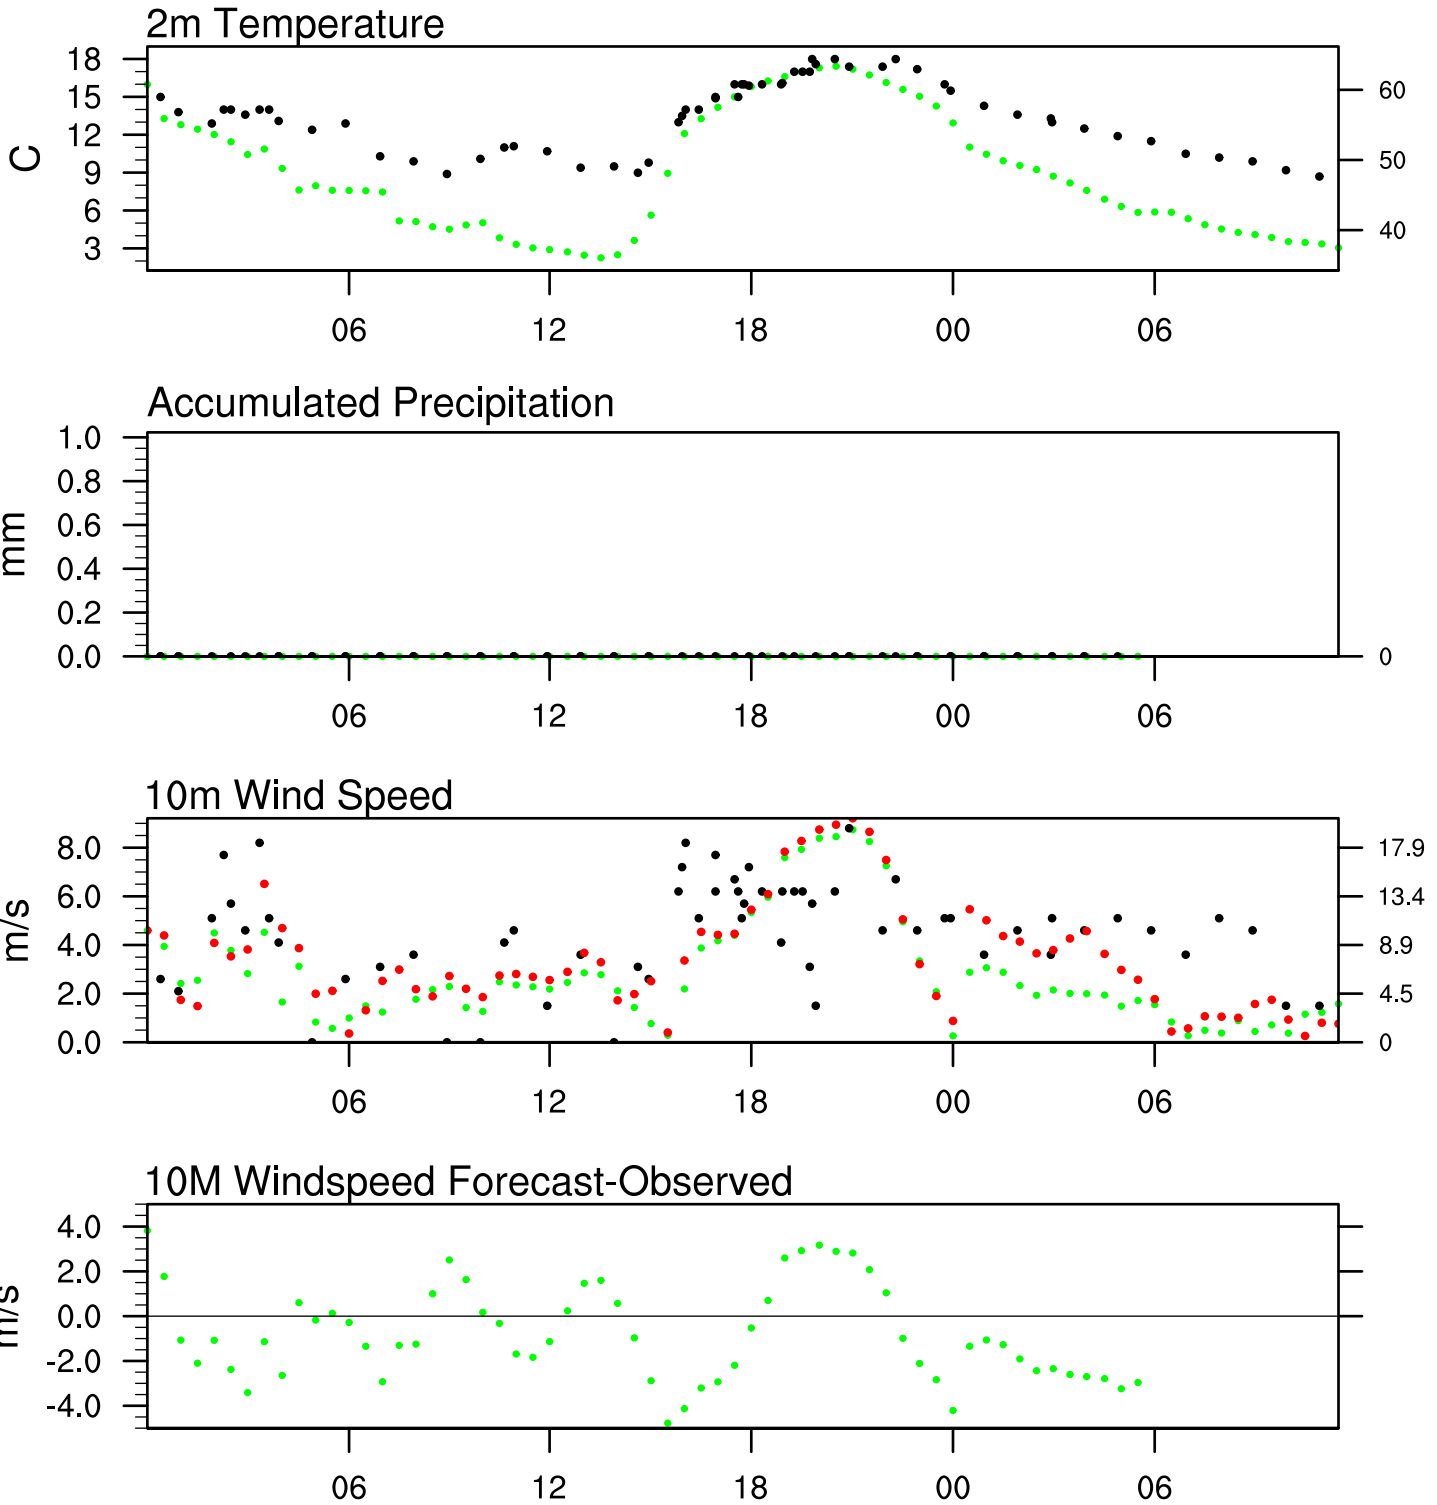 2m Temperature
18
15
12
9
6
3
C
60
50
40
06 12 18 00 06
Accumulated Precipitation
1.0
0.8
0.6
0.4
0.2
0.0
mm
0
06 12 18 00 06
10m Wind Speed
8.0
6.0
4.0
2.0
0.0
m/s
17.9
13.4
8.9
4.5
0
06 12 18 00 06
10M Windspeed Forecast-Observed
4.0
2.0
0.0
-2.0
-4.0
m/s
06 12 18 00 06